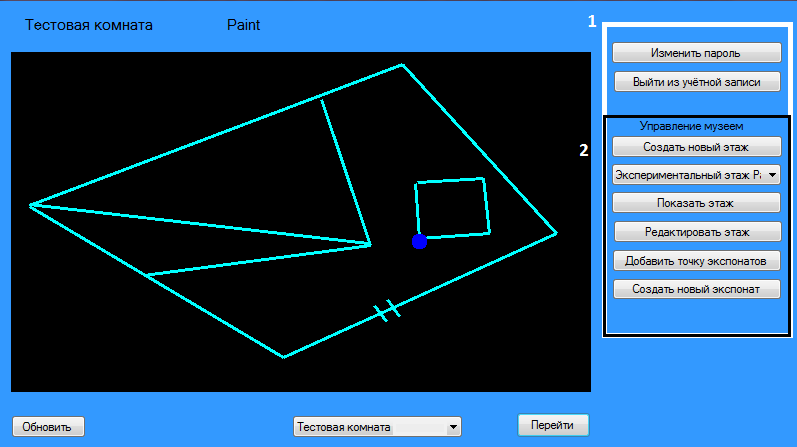 Тестовая комната Paint
1
Изменить пароль
Выйти из учётной записи
2
Управление музеем
Создать новый этаж
Экспериментальный этаж Pa
Показать этаж
Редактировать этаж
Добавить точку экспонатов
Создать новый экспонат
Обновить
Тестовая комната
Перейти